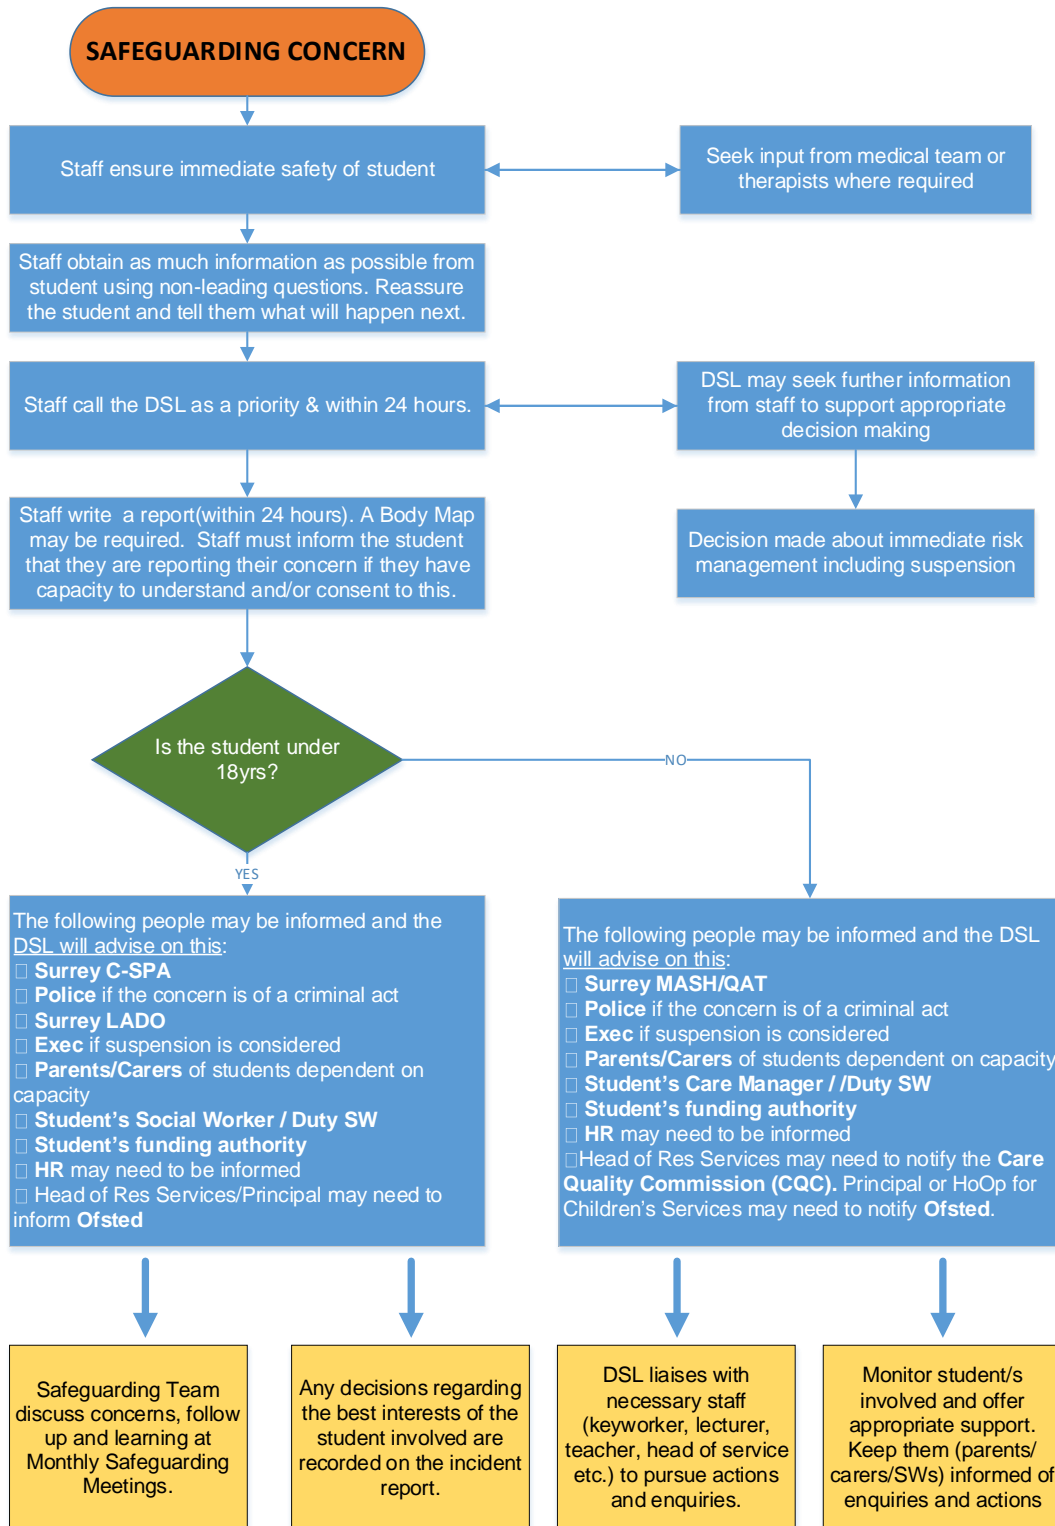 SAFEGUARDING CONCERN
Staff ensure immediate safety of student
Seek input from medical team or
therapists where required
Staff obtain as much information as possible from
student using non-leading questions. Reassure
the student and tell them what will happen next.
Staff call the DSL as a priority & within 24 hours.
DSL may seek further information
from staff to support appropriate
decision making
Staff write  a report(within 24 hours). A Body Map
may be required.  Staff must inform the student
that they are reporting their concern if they have
capacity to understand and/or consent to this.
Decision made about immediate risk
management including suspension
Is the student under
18yrs?
NO
YES
The following people may be informed and the
DSL will advise on this:
□ Surrey C-SPA
□ Police if the concern is of a criminal act
□ Surrey LADO
□ Exec if suspension is considered
□ Parents/Carers of students dependent on
capacity
□ Student’s Social Worker / Duty SW
□ Student’s funding authority
□ HR may need to be informed
□ Head of Res Services/Principal may need to
inform Ofsted
The following people may be informed and the DSL
will advise on this:
□ Surrey MASH/QAT
□ Police if the concern is of a criminal act
□ Exec if suspension is considered
□ Parents/Carers of students dependent on capacity
□ Student’s Care Manager / /Duty SW
□ Student’s funding authority
□ HR may need to be informed
□Head of Res Services may need to notify the Care
Quality Commission (CQC). Principal or HoOp for
Children’s Services may need to notify Ofsted.
Safeguarding Team
discuss concerns, follow
up and learning at
Monthly Safeguarding
Meetings.
Any decisions regarding
the best interests of the
student involved are
recorded on the incident
report.
DSL liaises with
necessary staff
(keyworker, lecturer,
teacher, head of service
etc.) to pursue actions
and enquiries.
Monitor student/s
involved and offer
appropriate support.
Keep them (parents/
carers/SWs) informed of
enquiries and actions